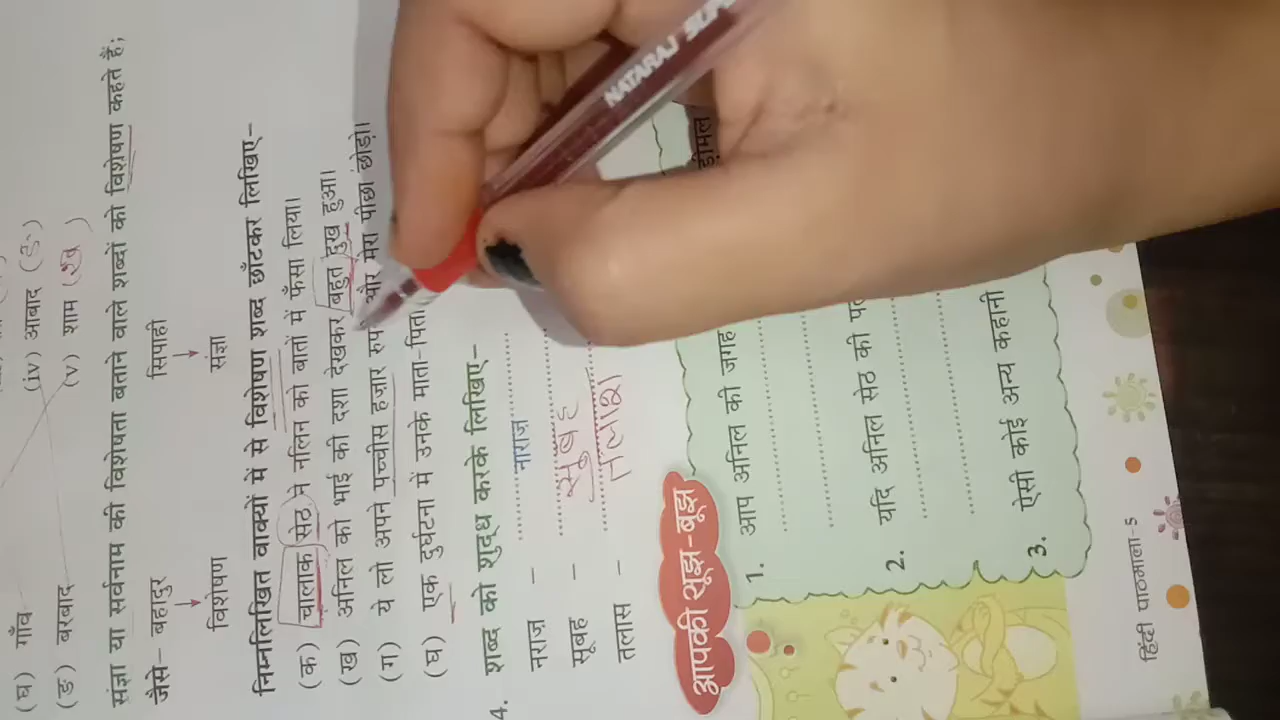 (घ) गाँव (iv) आबाद (ङ)
(ङ) बरबाद (v) शाम
संज्ञा या सर्वनाम की विशेषता बताने वाले शब्दों को विशेषण कहते हैं;
जैसे– बहादुर सिपाही
विशेषण संज्ञा
निम्नलिखित वाक्यों में से विशेषण शब्द छाँटकर लिखिए–
(क) चालाक सेठ ने नलिन को बातों में फँसा लिया।
(ख) अनिल को भाई की दशा देखकर बहुत दुख हुआ।
(ग) ये लो अपने पच्चीस हजार और मेरा पीछा छोड़ो।
(घ) एक दुर्घटना में उनके माता-पिता
4. शब्द को शुद्ध करके लिखिए–
नराज़ – नाराज़
सूबह – सुबह
तलास – तलाश
आपकी सूझ-बूझ
1. आप अनिल की जगह
2. यदि अनिल सेठ की
3. ऐसी कोई अन्य कहानी
हिंदी पाठमाला-5
NATARAJ